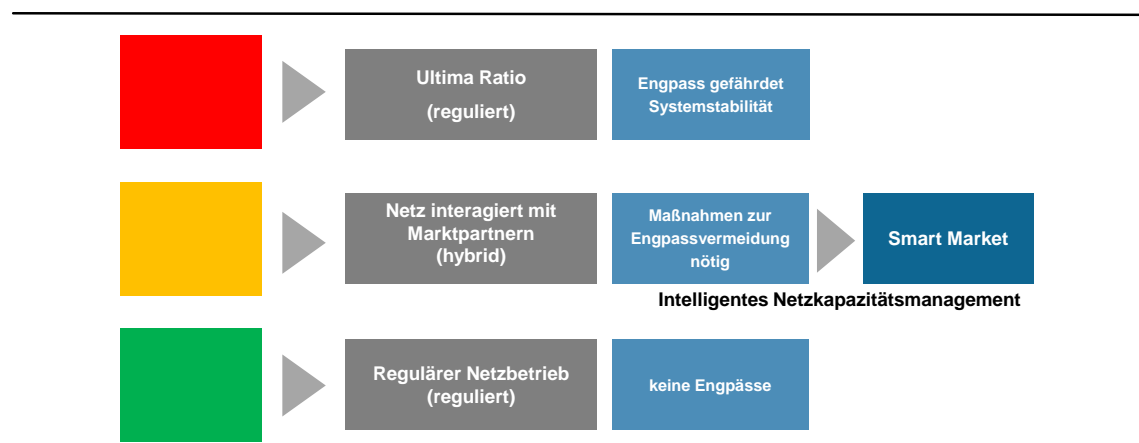 Ultima Ratio
(reguliert)
Engpass gefährdet
Systemstabilität
Netz interagiert mit
Marktpartnern
(hybrid)
Maßnahmen zur
Engpassvermeidung
nötig
Smart Market
Intelligentes Netzkapazitätsmanagement
Regulärer Netzbetrieb
(reguliert)
keine Engpässe